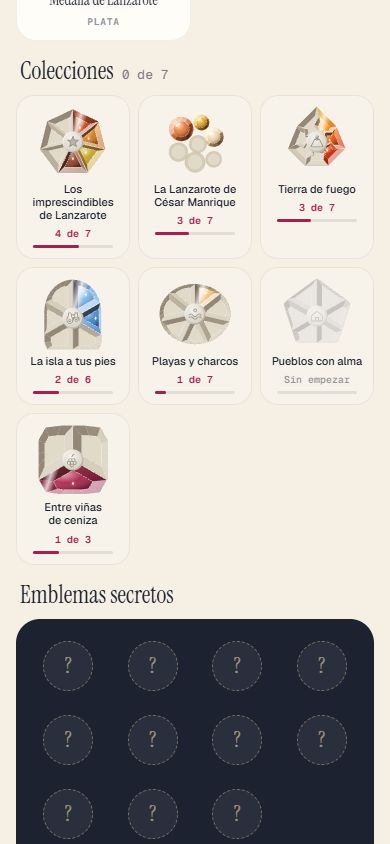 Medalla de Lanzarote
PLATA
Colecciones 0 de 7
Los
imprescindibles
de Lanzarote
4 de 7
La Lanzarote de
César Manrique
3 de 7
Tierra de fuego
3 de 7
La isla a tus pies
2 de 6
Playas y charcos
1 de 7
Pueblos con alma
Sin empezar
Entre viñas
de ceniza
1 de 3
Emblemas secretos
? ? ? ?
? ? ? ?
? ? ?